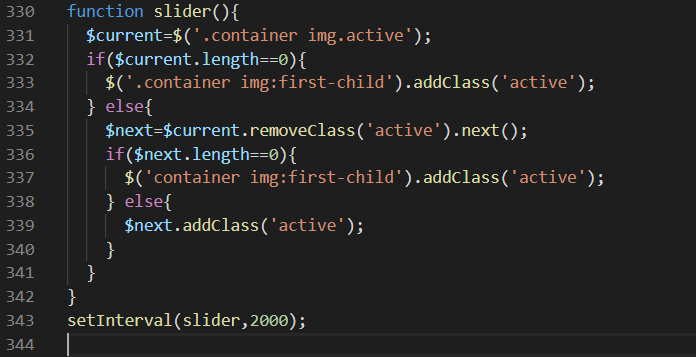 330 function slider(){
331 $current=$('.container img.active');
332 if($current.length==0){
333 $('.container img:first-child').addClass('active');
334 } else{
335 $next=$current.removeClass('active').next();
336 if($next.length==0){
337 $('container img:first-child').addClass('active');
338 } else{
339 $next.addClass('active');
340 }
341 }
342 }
343 setInterval(slider,2000);
344